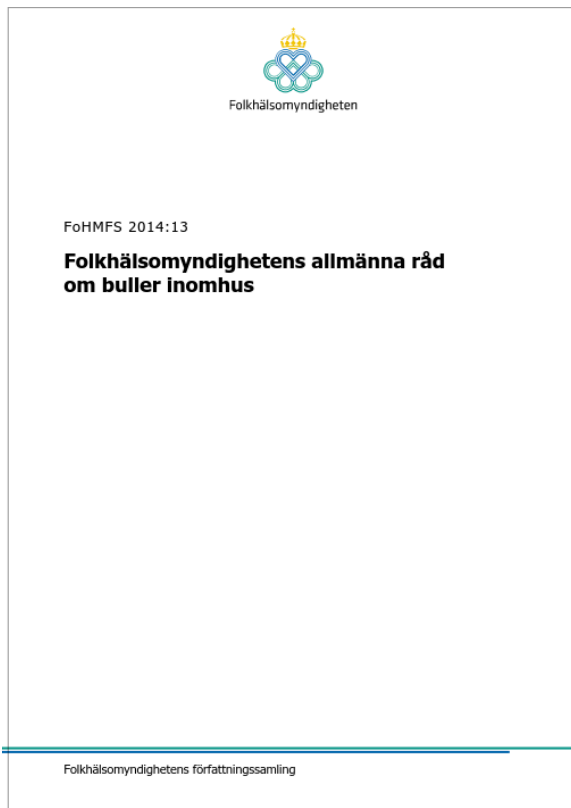 Folkhälsomyndigheten
FoHMFS 2014:13
Folkhälsomyndighetens allmänna råd
om buller inomhus
Folkhälsomyndighetens författningssamling